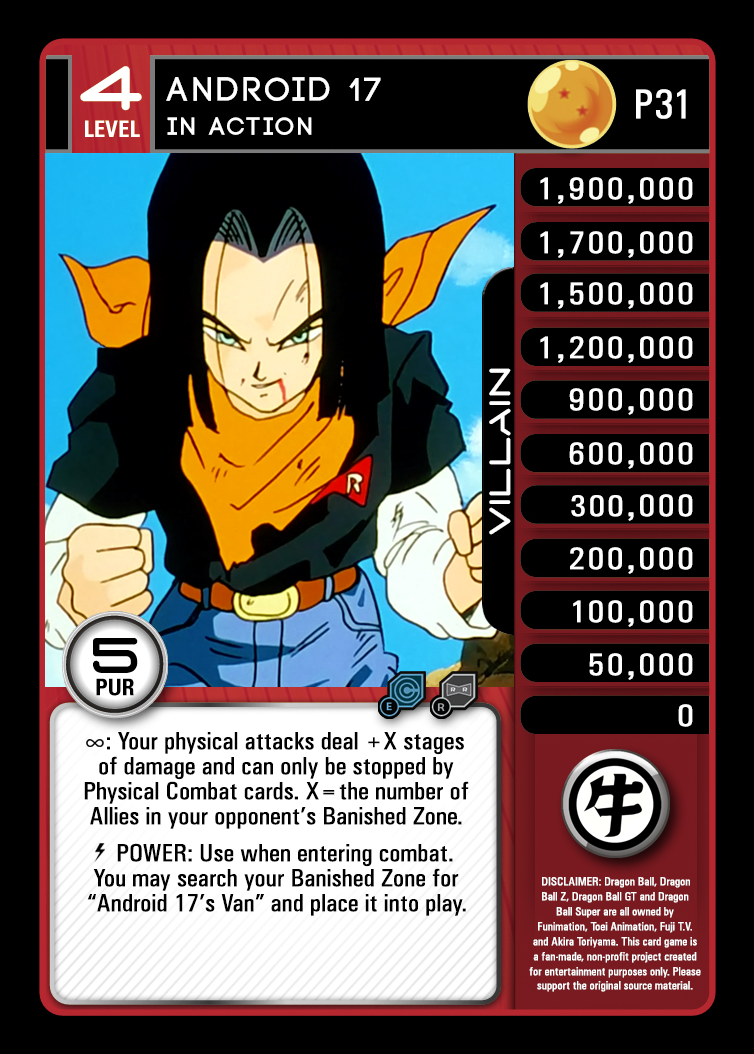 4
LEVEL
ANDROID 17
IN ACTION
P31
1,900,000
1,700,000
1,500,000
1,200,000
900,000
600,000
300,000
200,000
100,000
50,000
0
VILLAIN
R
5
PUR
E
R
R R
∞: Your physical attacks deal +X stages
of damage and can only be stopped by
Physical Combat cards. X = the number of
Allies in your opponent's Banished Zone.
POWER: Use when entering combat.
You may search your Banished Zone for
“Android 17's Van” and place it into play.
牛
DISCLAIMER: Dragon Ball, Dragon
Ball Z, Dragon Ball GT and Dragon
Ball Super are all owned by
Funimation, Toei Animation, Fuji T.V.
and Akira Toriyama. This card game is
a fan-made, non-profit project created
for entertainment purposes only. Please
support the original source material.